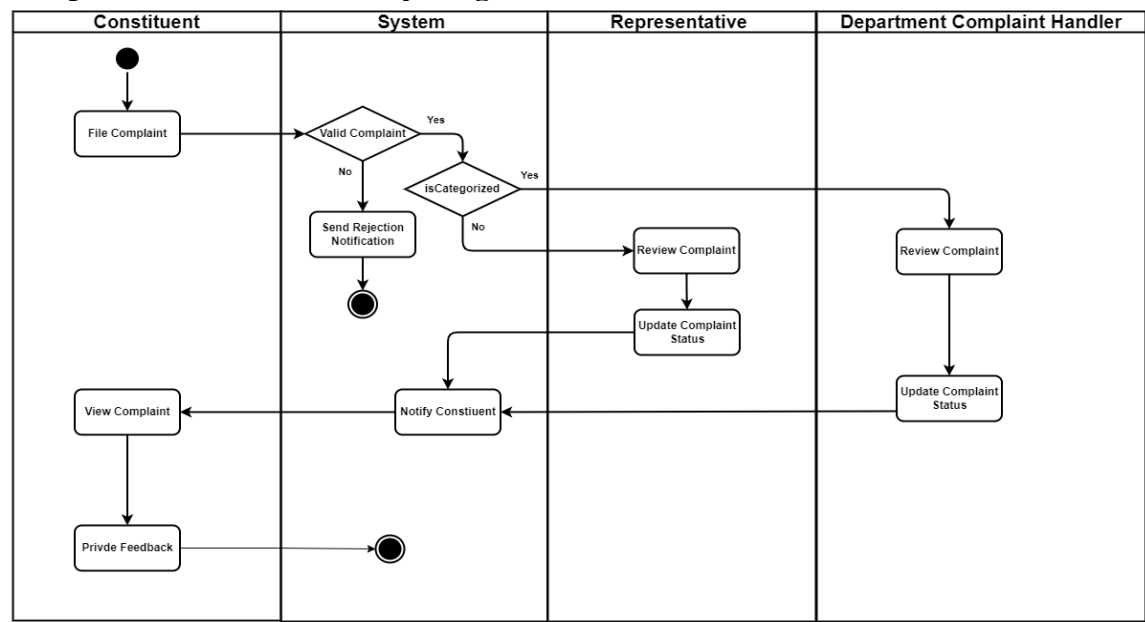 Constituent
System
Representative
Department Complaint Handler
File Complaint
Valid Complaint
Yes
No
isCategorized
Yes
No
Send Rejection
Notification
Review Complaint
Review Complaint
Update Complaint
Status
Update Complaint
Status
View Complaint
Notify Constiuent
Privde Feedback